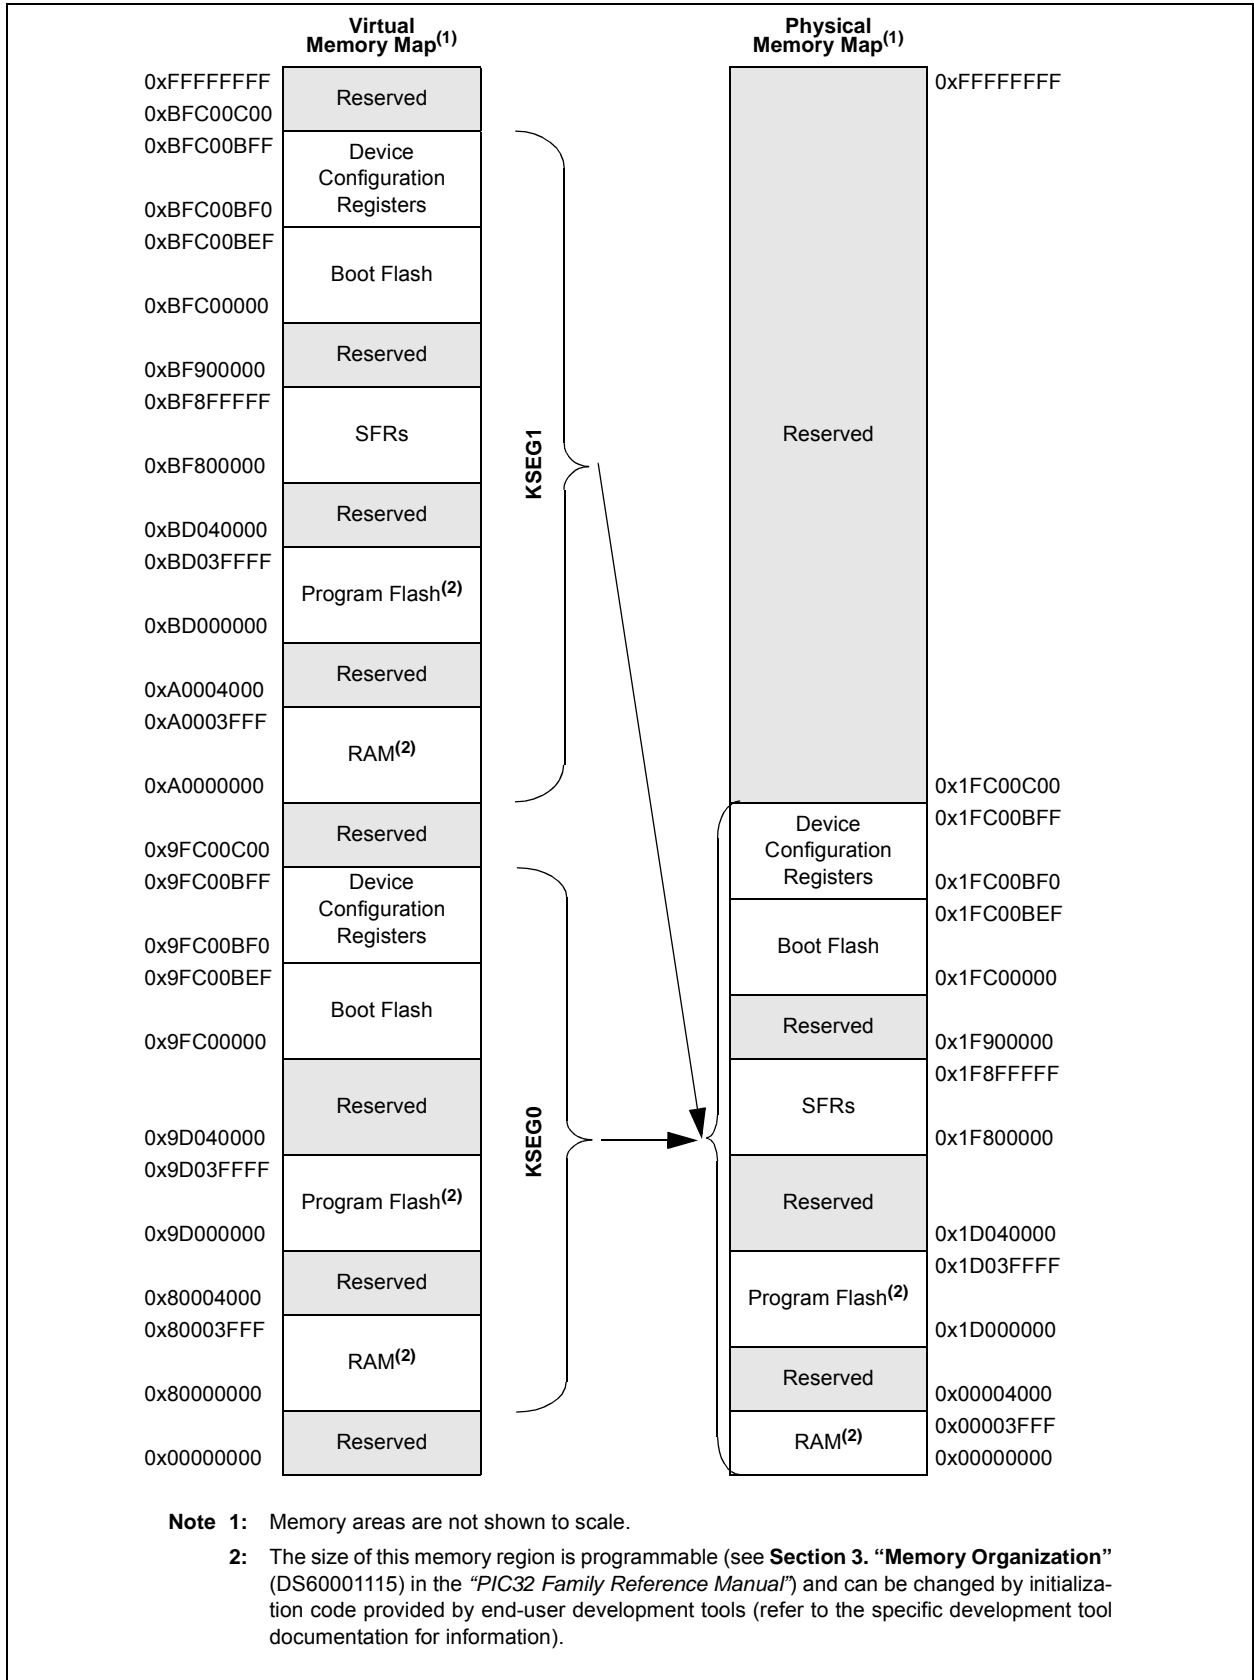 Virtual
Memory Map(1)
Physical
Memory Map(1)
0xFFFFFFFF
Reserved
0xBFC00C00
0xBFC00BFF
Device
Configuration
Registers
0xBFC00BF0
0xBFC00BEF
Boot Flash
0xBFC00000
Reserved
0xBF900000
0xBF8FFFFF
SFRs
0xBF800000
Reserved
0xBD040000
0xBD03FFFF
Program Flash(2)
0xBD000000
Reserved
0xA0004000
0xA0003FFF
RAM(2)
0xA0000000
Reserved
0x9FC00C00
0x9FC00BFF
Device
Configuration
Registers
0x9FC00BF0
0x9FC00BEF
Boot Flash
0x9FC00000
Reserved
0x9D040000
0x9D03FFFF
Program Flash(2)
0x9D000000
Reserved
0x80004000
0x80003FFF
RAM(2)
0x80000000
Reserved
0x00000000
KSEG1
KSEG0
0xFFFFFFFF
Reserved
0x1FC00C00
0x1FC00BFF
Device
Configuration
Registers
0x1FC00BF0
0x1FC00BEF
Boot Flash
0x1FC00000
Reserved
0x1F900000
0x1F8FFFFF
SFRs
0x1F800000
Reserved
0x1D040000
0x1D03FFFF
Program Flash(2)
0x1D000000
Reserved
0x00004000
0x00003FFF
RAM(2)
0x00000000
Note 1: Memory areas are not shown to scale.
2: The size of this memory region is programmable (see Section 3. “Memory Organization”
(DS60001115) in the “PIC32 Family Reference Manual”) and can be changed by initializa-
tion code provided by end-user development tools (refer to the specific development tool
documentation for information).